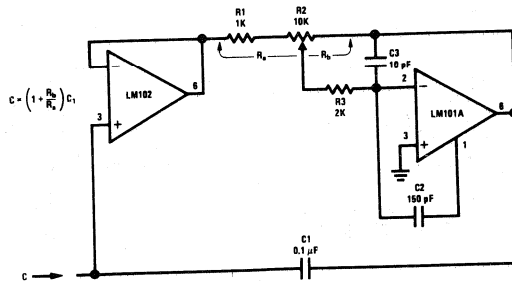 R1
1K
R2
10K
Ra
Rb
C3
10 pF
−
LM102
6
3
+
C = (1 + Rb/Ra) C1
R3
2K
2
−
LM101A
6
3
+
1
C2
150 pF
C1
0.1 µF
C